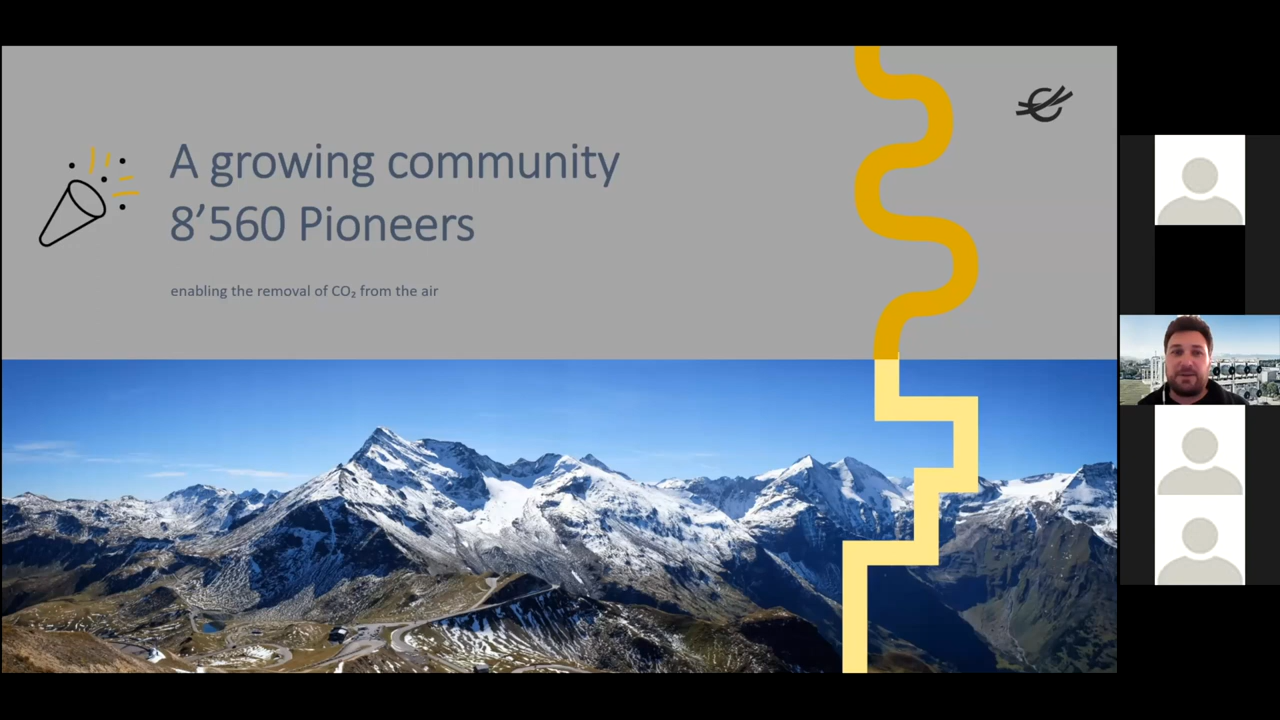 A growing community
8’560 Pioneers
enabling the removal of CO₂ from the air